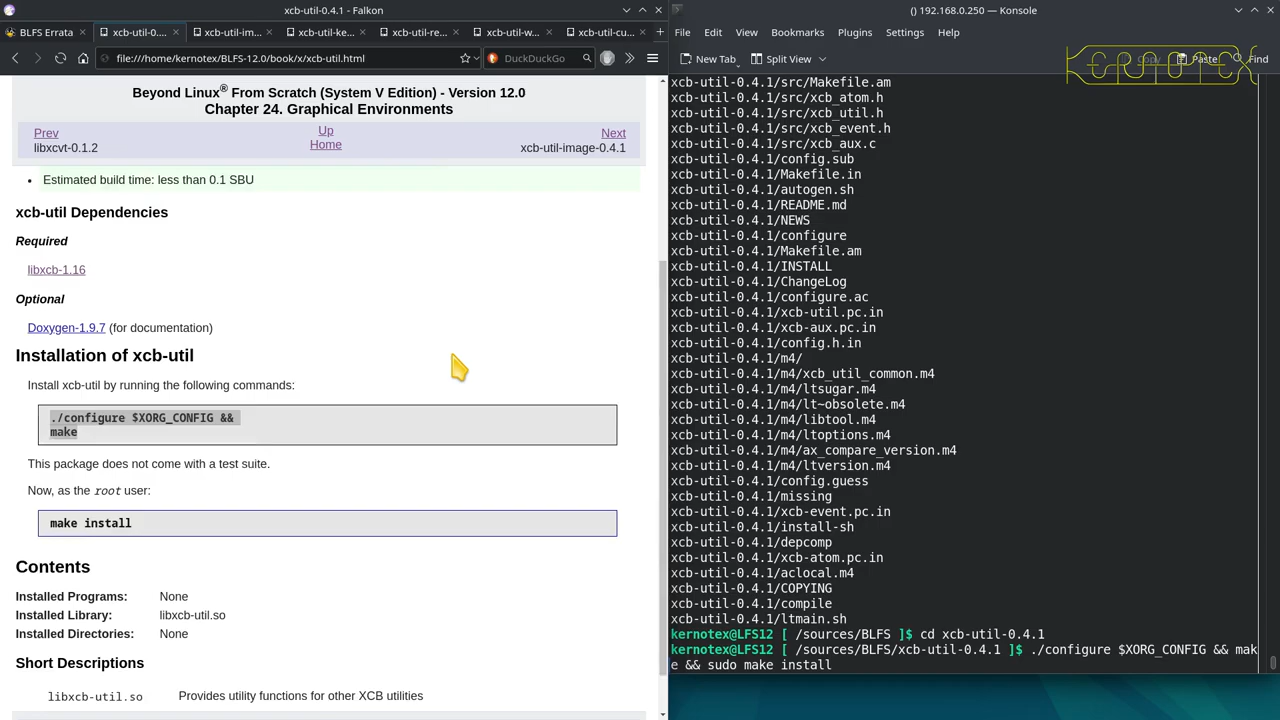 xcb-util-0.4.1 - Falkon
BLFS Errata
xcb-util-0....
xcb-util-im...
xcb-util-ke...
xcb-util-re...
xcb-util-w...
xcb-util-cu...
file:///home/kernotex/BLFS-12.0/book/x/xcb-util.html
DuckDuckGo
Beyond Linux® From Scratch (System V Edition) - Version 12.0
Chapter 24. Graphical Environments
Prev
Up
Next
libxcvt-0.1.2
Home
xcb-util-image-0.4.1
Estimated build time: less than 0.1 SBU
xcb-util Dependencies
Required
libxcb-1.16
Optional
Doxygen-1.9.7 (for documentation)
Installation of xcb-util
Install xcb-util by running the following commands:
./configure $XORG_CONFIG &&
make
This package does not come with a test suite.
Now, as the root user:
make install
Contents
Installed Programs: None
Installed Library: libxcb-util.so
Installed Directories: None
Short Descriptions
libxcb-util.so Provides utility functions for other XCB utilities
() 192.168.0.250 — Konsole
File Edit View Bookmarks Plugins Settings Help
New Tab Split View Copy Paste Find
KERNOTEX
xcb-util-0.4.1/src/Makefile.am
xcb-util-0.4.1/src/xcb_atom.h
xcb-util-0.4.1/src/xcb_util.h
xcb-util-0.4.1/src/xcb_event.h
xcb-util-0.4.1/src/xcb_aux.c
xcb-util-0.4.1/config.sub
xcb-util-0.4.1/Makefile.in
xcb-util-0.4.1/autogen.sh
xcb-util-0.4.1/README.md
xcb-util-0.4.1/NEWS
xcb-util-0.4.1/configure
xcb-util-0.4.1/Makefile.am
xcb-util-0.4.1/INSTALL
xcb-util-0.4.1/ChangeLog
xcb-util-0.4.1/configure.ac
xcb-util-0.4.1/xcb-util.pc.in
xcb-util-0.4.1/xcb-aux.pc.in
xcb-util-0.4.1/config.h.in
xcb-util-0.4.1/m4/
xcb-util-0.4.1/m4/xcb_util_common.m4
xcb-util-0.4.1/m4/ltsugar.m4
xcb-util-0.4.1/m4/lt~obsolete.m4
xcb-util-0.4.1/m4/libtool.m4
xcb-util-0.4.1/m4/ltoptions.m4
xcb-util-0.4.1/m4/ax_compare_version.m4
xcb-util-0.4.1/m4/ltversion.m4
xcb-util-0.4.1/config.guess
xcb-util-0.4.1/missing
xcb-util-0.4.1/xcb-event.pc.in
xcb-util-0.4.1/install-sh
xcb-util-0.4.1/depcomp
xcb-util-0.4.1/xcb-atom.pc.in
xcb-util-0.4.1/aclocal.m4
xcb-util-0.4.1/COPYING
xcb-util-0.4.1/compile
xcb-util-0.4.1/ltmain.sh
kernotex@LFS12 [ /sources/BLFS ]$ cd xcb-util-0.4.1
kernotex@LFS12 [ /sources/BLFS/xcb-util-0.4.1 ]$ ./configure $XORG_CONFIG && mak
e && sudo make install